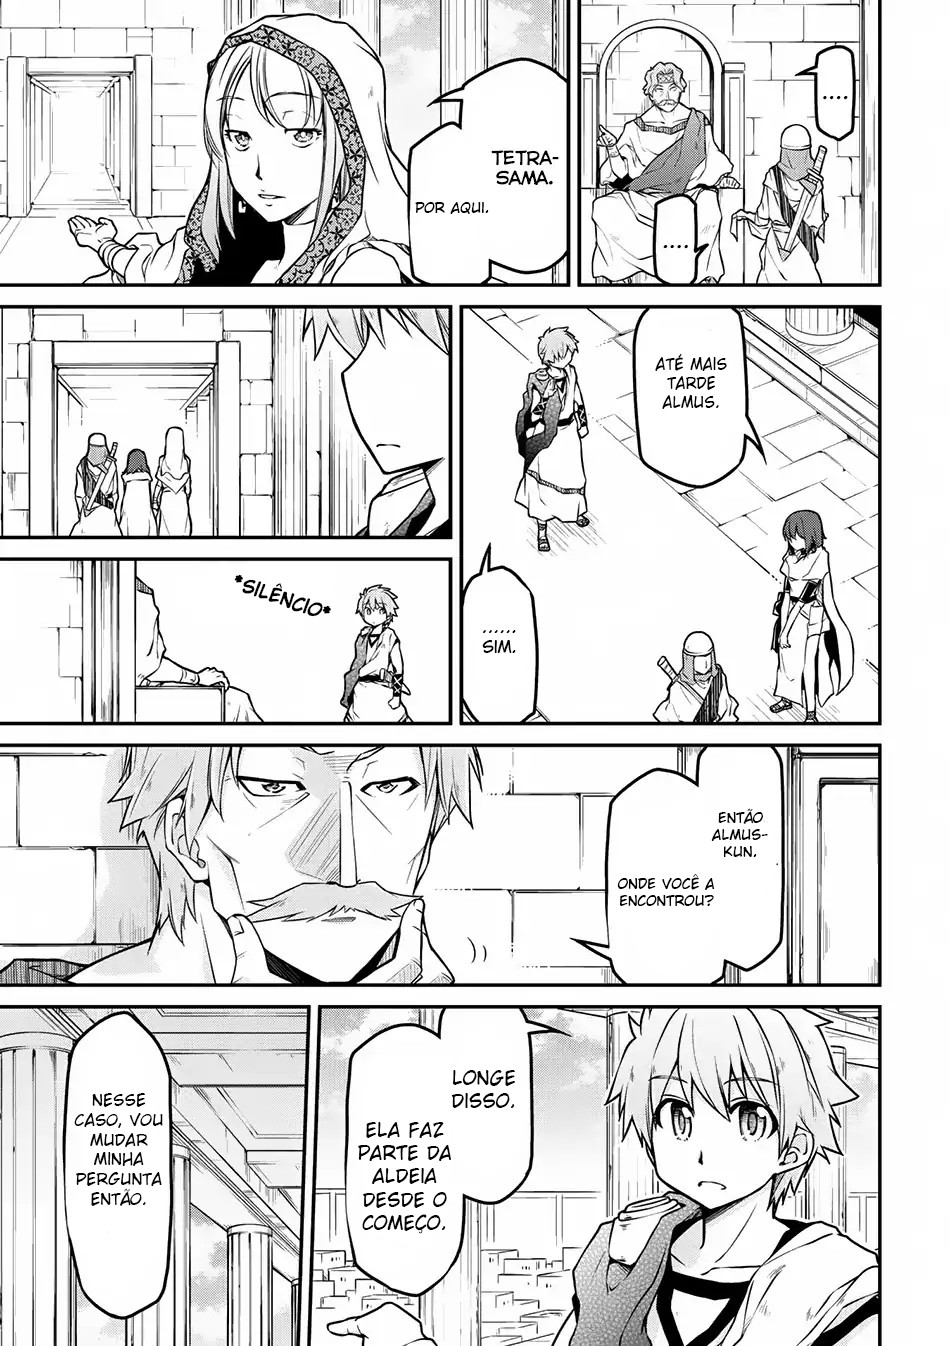 ....
....
TETRA-
SAMA.
POR AQUI.
ATÉ MAIS
TARDE
ALMUS.
......
SIM.
*SILÊNCIO*
ENTÃO
ALMUS-
KUN.
ONDE VOCÊ A
ENCONTROU?
LONGE
DISSO.
ELA FAZ
PARTE DA
ALDEIA
DESDE O
COMEÇO.
NESSE
CASO, VOU
MUDAR
MINHA
PERGUNTA
ENTÃO.